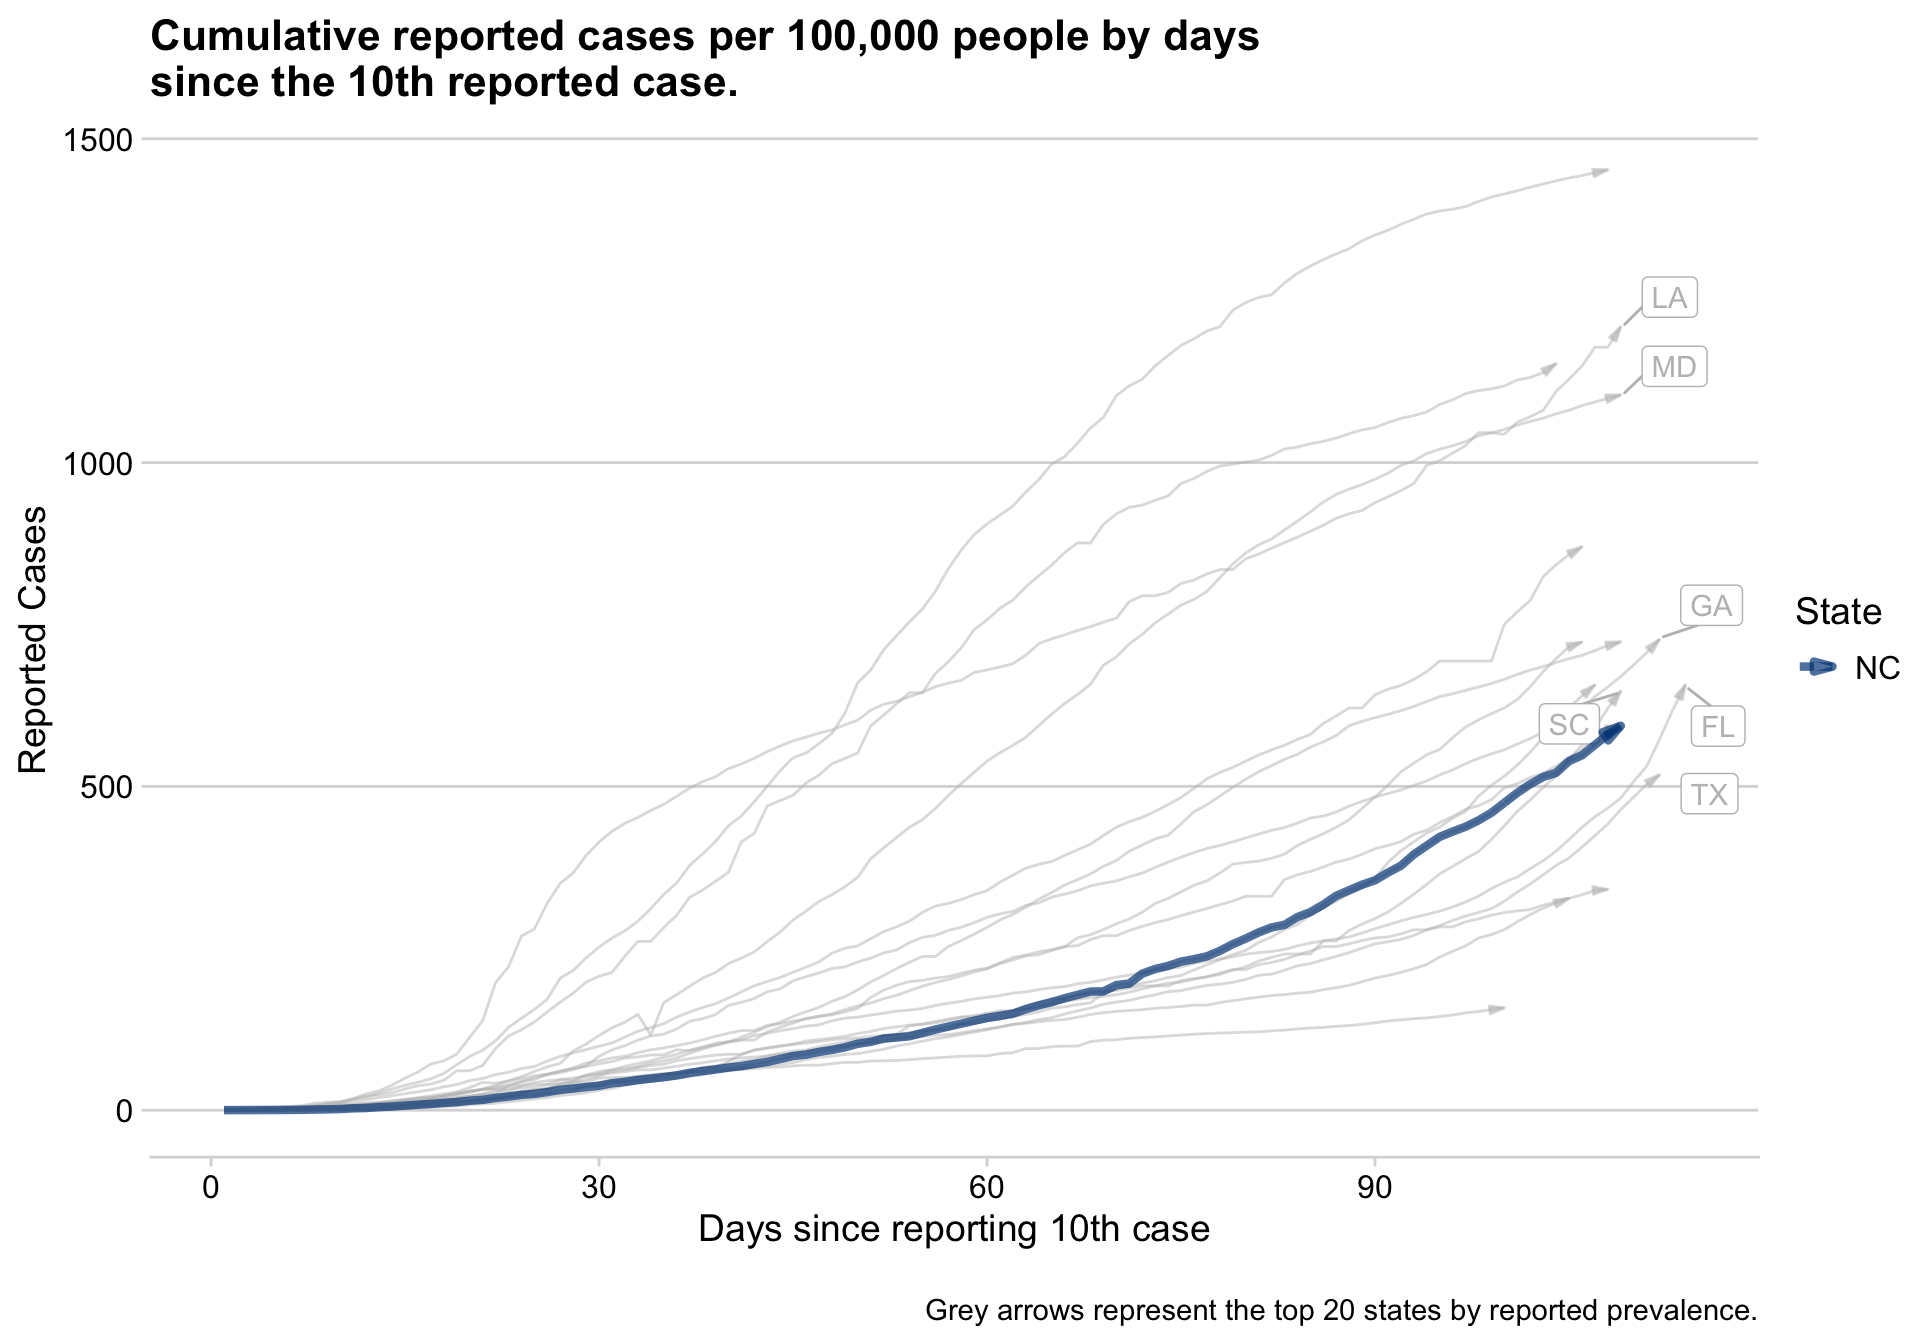 Cumulative reported cases per 100,000 people by days
since the 10th reported case.
1500
1000
500
0
Reported Cases
LA
MD
GA
SC
FL
TX
State
NC
0
30
60
90
Days since reporting 10th case
Grey arrows represent the top 20 states by reported prevalence.